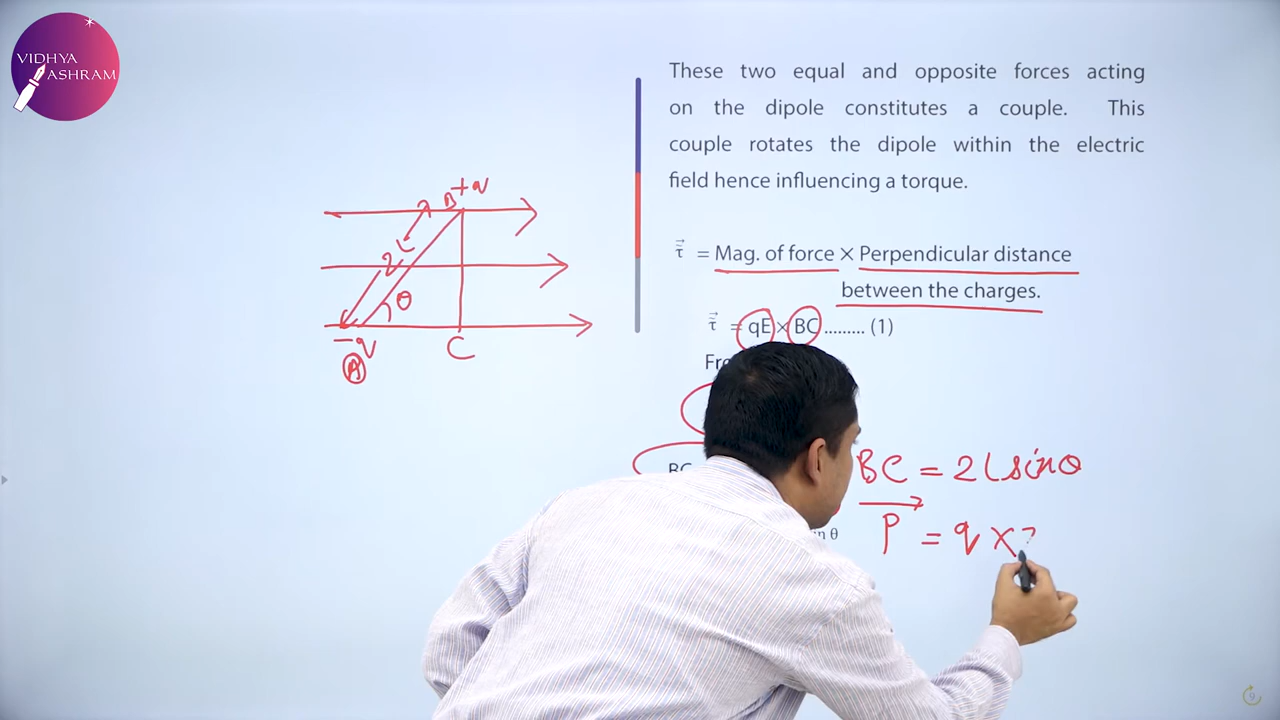 VIDHYA
ASHRAM
These two equal and opposite forces acting
on the dipole constitutes a couple. This
couple rotates the dipole within the electric
field hence influencing a torque.
τ⃗ = Mag. of force × Perpendicular distance
between the charges.
τ⃗ = qE × BC ......... (1)
B +q
2l
θ
-q
C
A
BC = 2l sinθ
P⃗ = q ×
in θ
9